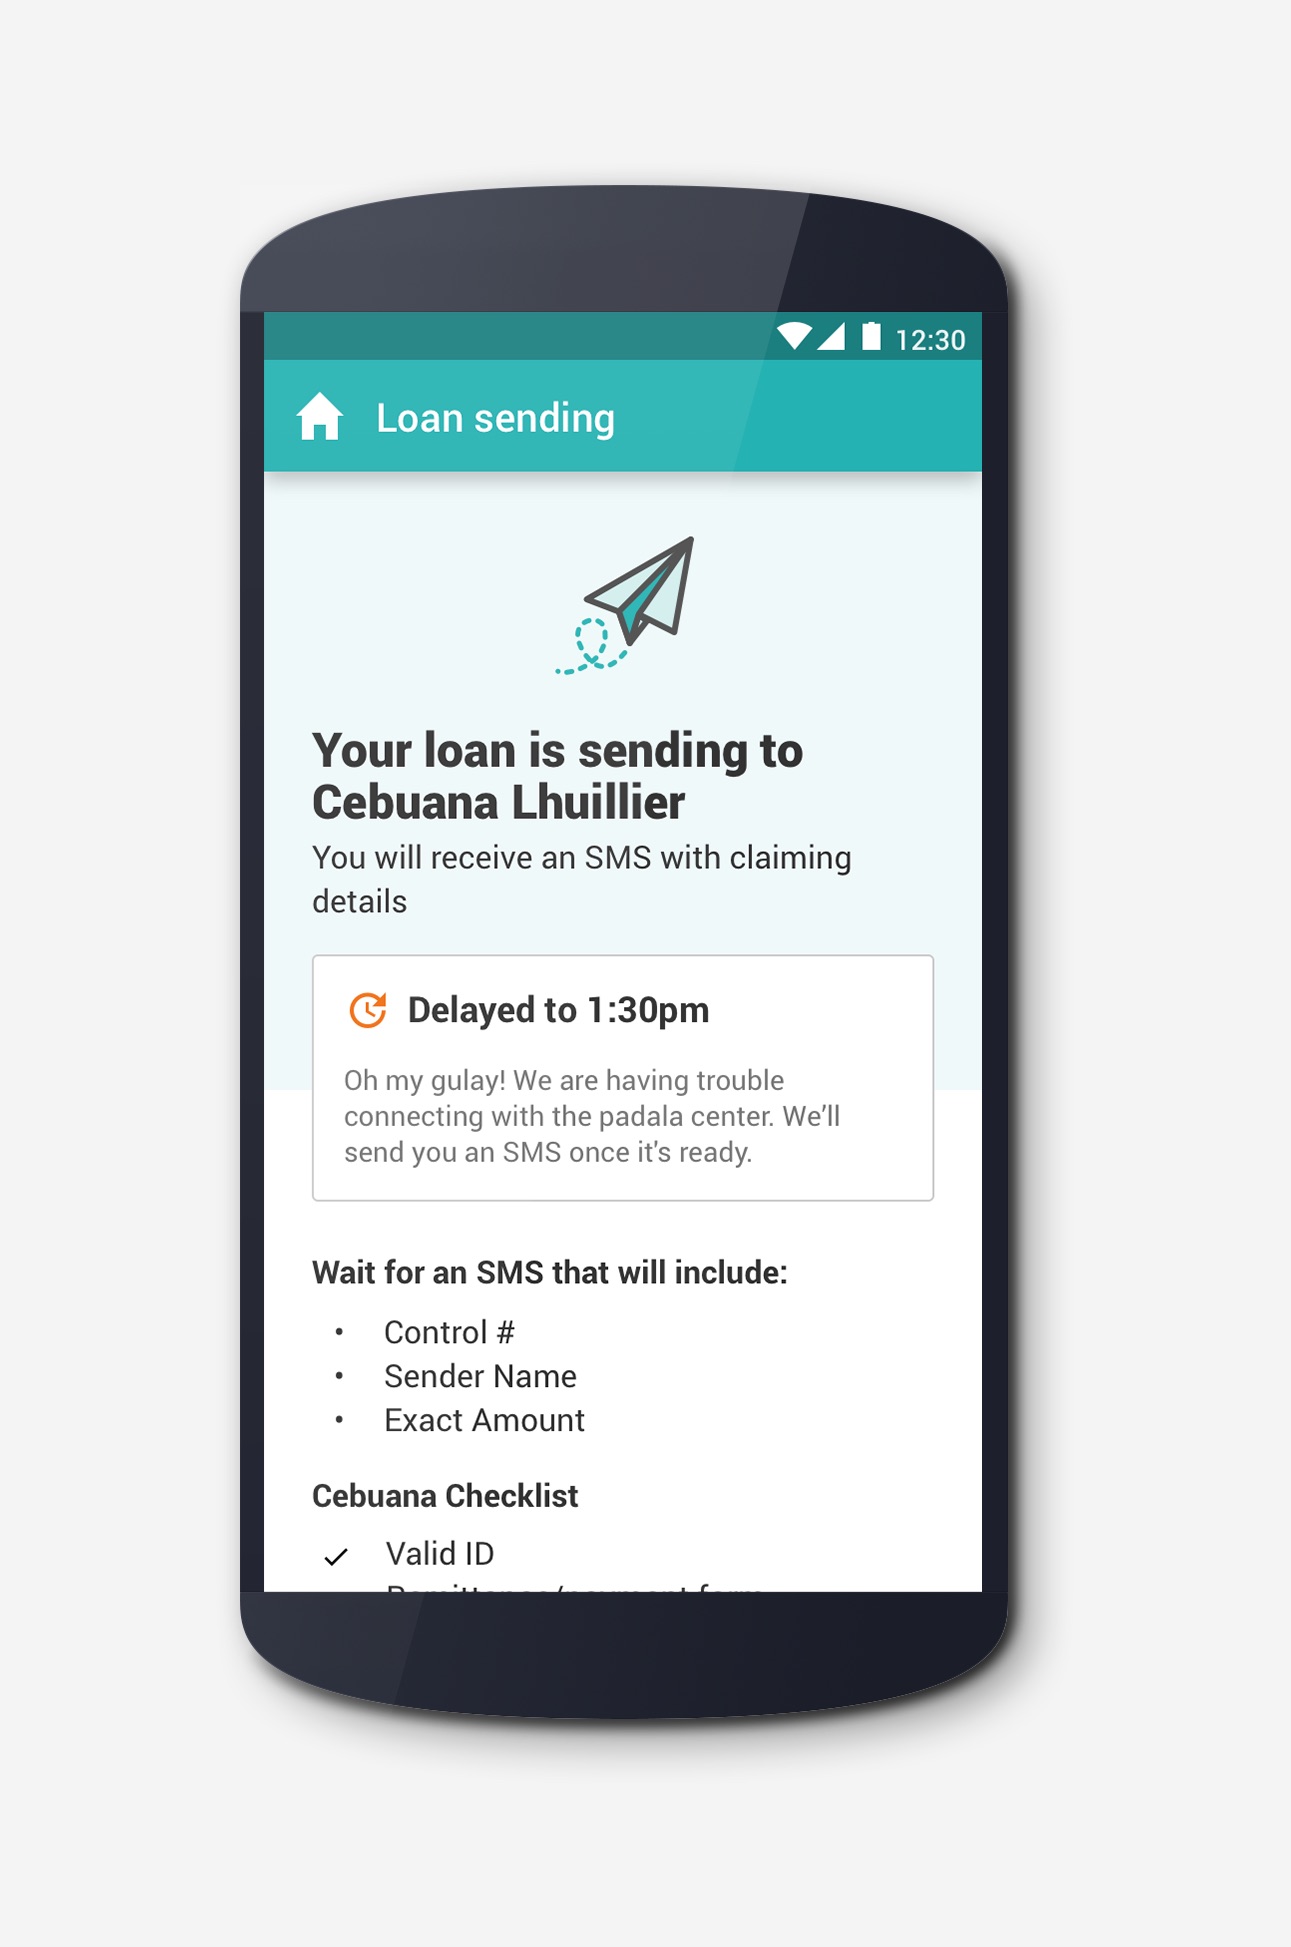 12:30
Loan sending
Your loan is sending to
Cebuana Lhuillier
You will receive an SMS with claiming
details
Delayed to 1:30pm
Oh my gulay! We are having trouble
connecting with the padala center. We'll
send you an SMS once it's ready.
Wait for an SMS that will include:
• Control #
• Sender Name
• Exact Amount
Cebuana Checklist
✓ Valid ID
Remittance/payment form